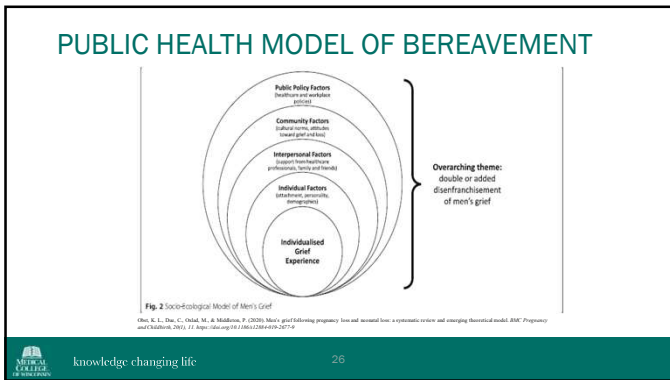 PUBLIC HEALTH MODEL OF BEREAVEMENT
Public Policy Factors
(healthcare and workplace
policies)
Community Factors
(cultural norms, attitudes
toward grief and loss)
Interpersonal Factors
(support from healthcare
professionals, family and friends)
Individual Factors
(attachment, personality,
demographics)
Individualised
Grief
Experience
Overarching theme:
double or added
disenfranchisement
of men's grief
Fig. 2 Socio-Ecological Model of Men's Grief
Obst, K. L., Due, C., Oxlad, M., & Middleton, P. (2020). Men's grief following pregnancy loss and neonatal loss: a systematic review and emerging theoretical model. BMC Pregnancy
and Childbirth, 20(1), 11. https://doi.org/10.1186/s12884-019-2677-9
MEDICAL
COLLEGE
OF WISCONSIN
knowledge changing life
26